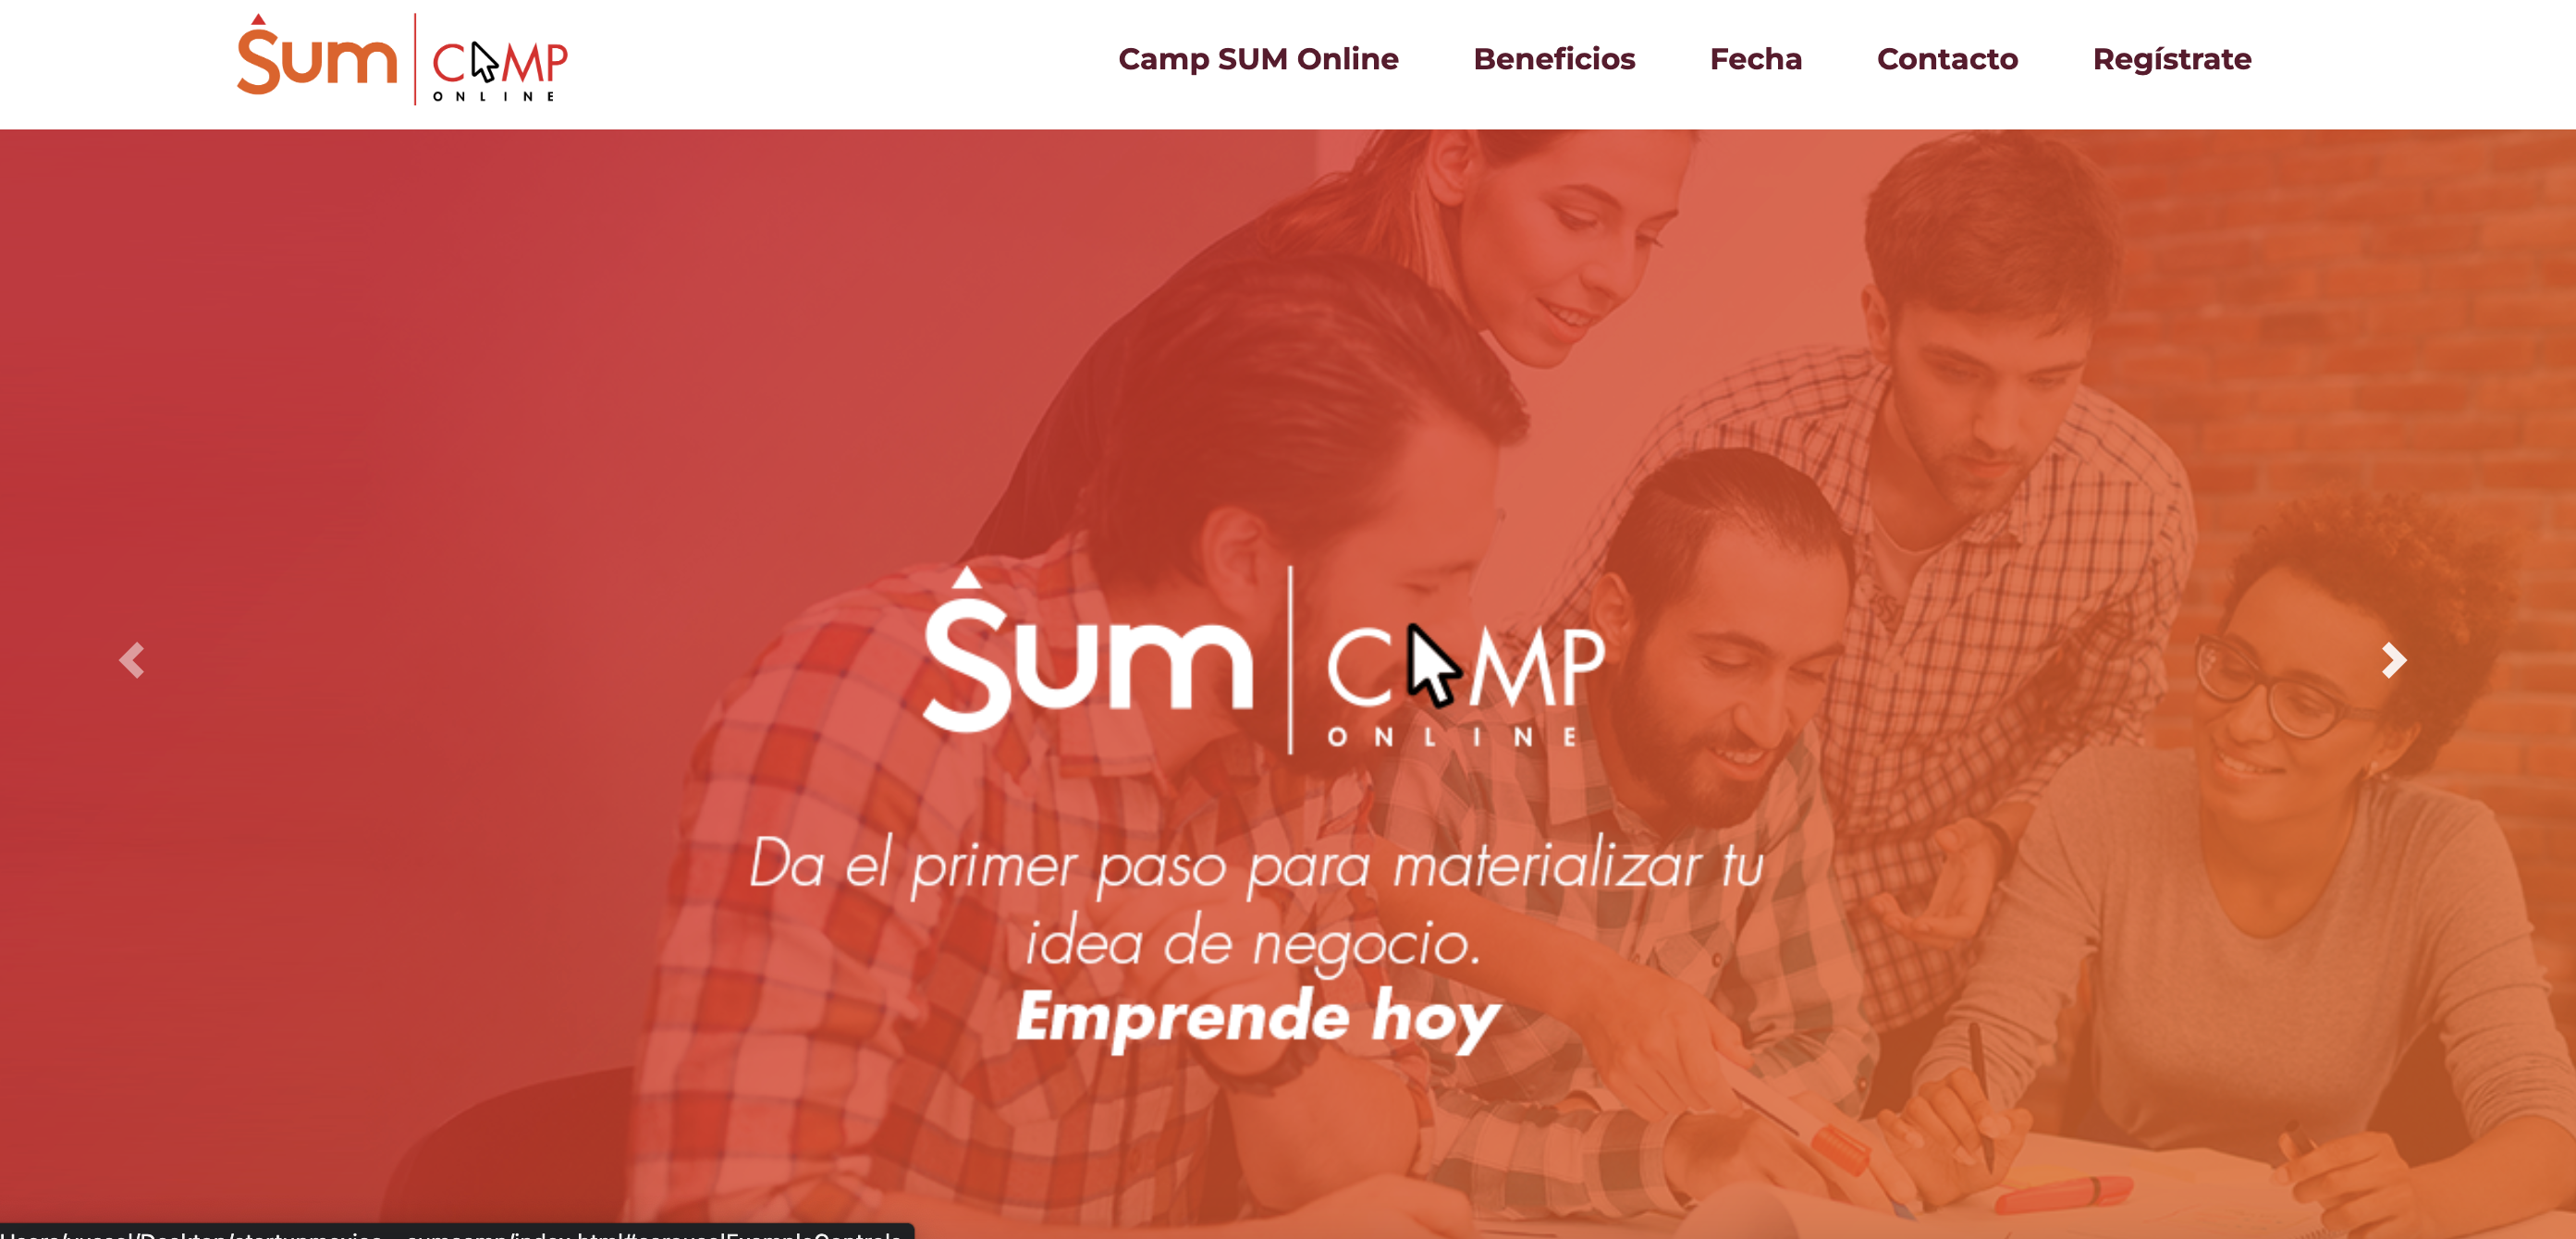 Sum CAMP
ONLINE
Camp SUM Online Beneficios Fecha Contacto Regístrate
Sum CAMP
ONLINE
Da el primer paso para materializar tu
idea de negocio.
Emprende hoy